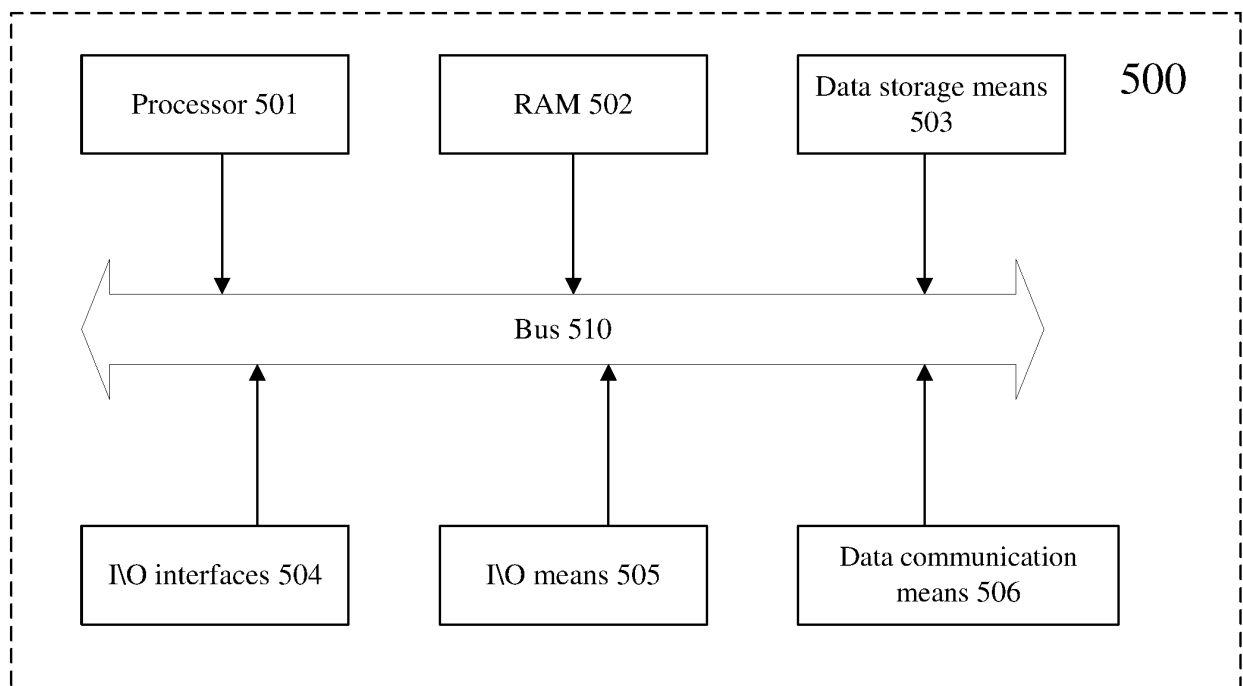 500
Processor 501
RAM 502
Data storage means
503
Bus 510
I\O interfaces 504
I\O means 505
Data communication
means 506